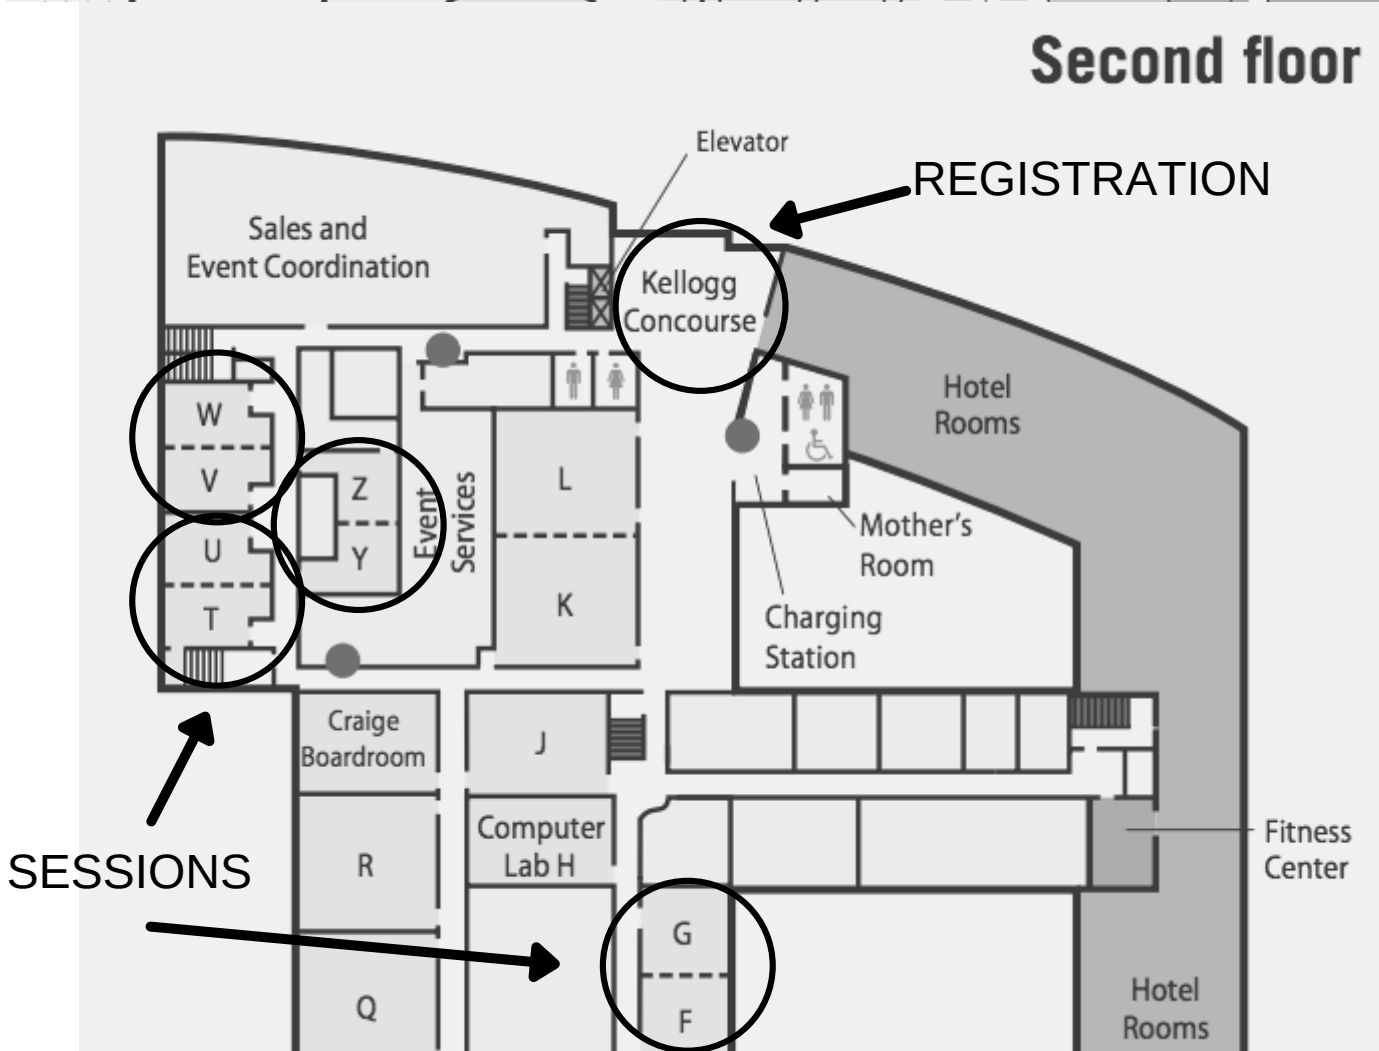 Second floor
Elevator
REGISTRATION
Sales and
Event Coordination
Kellogg
Concourse
Hotel
Rooms
W
V
U
T
Z
Y
Event
Services
L
K
Mother's
Room
Charging
Station
Craige
Boardroom
J
Computer
Lab H
R
SESSIONS
Fitness
Center
G
F
Q
Hotel
Rooms